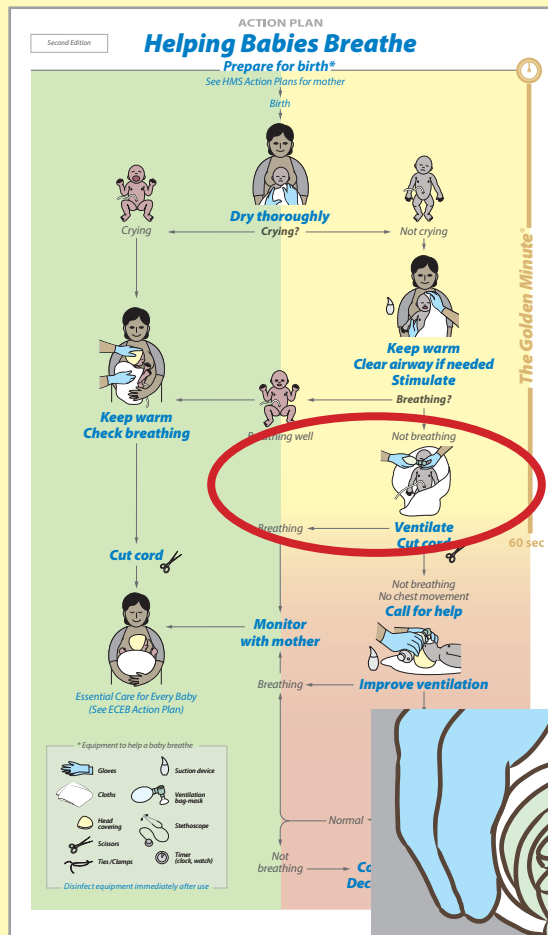 ACTION PLAN
Second Edition
Helping Babies Breathe
Prepare for birth*
See HMS Action Plans for mother
Birth
Dry thoroughly
Crying
Crying?
Not crying
The Golden Minute®
Keep warm
Clear airway if needed
Stimulate
Breathing?
Keep warm
Check breathing
Breathing well
Not breathing
Breathing
Ventilate
Cut cord
60 sec
Cut cord
Not breathing
No chest movement
Call for help
Monitor
with mother
Breathing
Improve ventilation
Essential Care for Every Baby
(See ECEB Action Plan)
* Equipment to help a baby breathe
Gloves
Suction device
Cloths
Ventilation
bag-mask
Head
covering
Stethoscope
Scissors
Ties/Clamps
Timer
(clock, watch)
Disinfect equipment immediately after use
Normal
Not
breathing